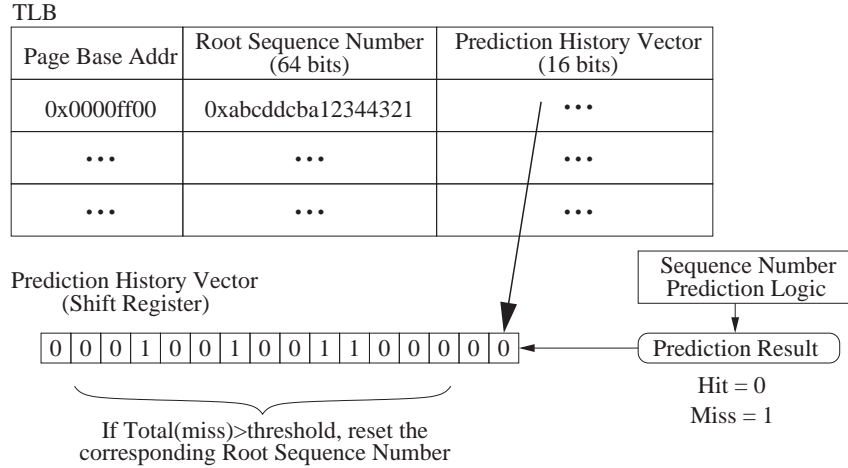 TLB
Page Base Addr Root Sequence Number (64 bits) Prediction History Vector (16 bits)
0x0000ff00 0xabcddcba12344321 •••
••• ••• •••
••• ••• •••
Prediction History Vector
(Shift Register)
Sequence Number
Prediction Logic
0 0 0 1 0 0 1 0 0 1 1 0 0 0 0 0 0
Prediction Result
Hit = 0
Miss = 1
If Total(miss)>threshold, reset the
corresponding Root Sequence Number